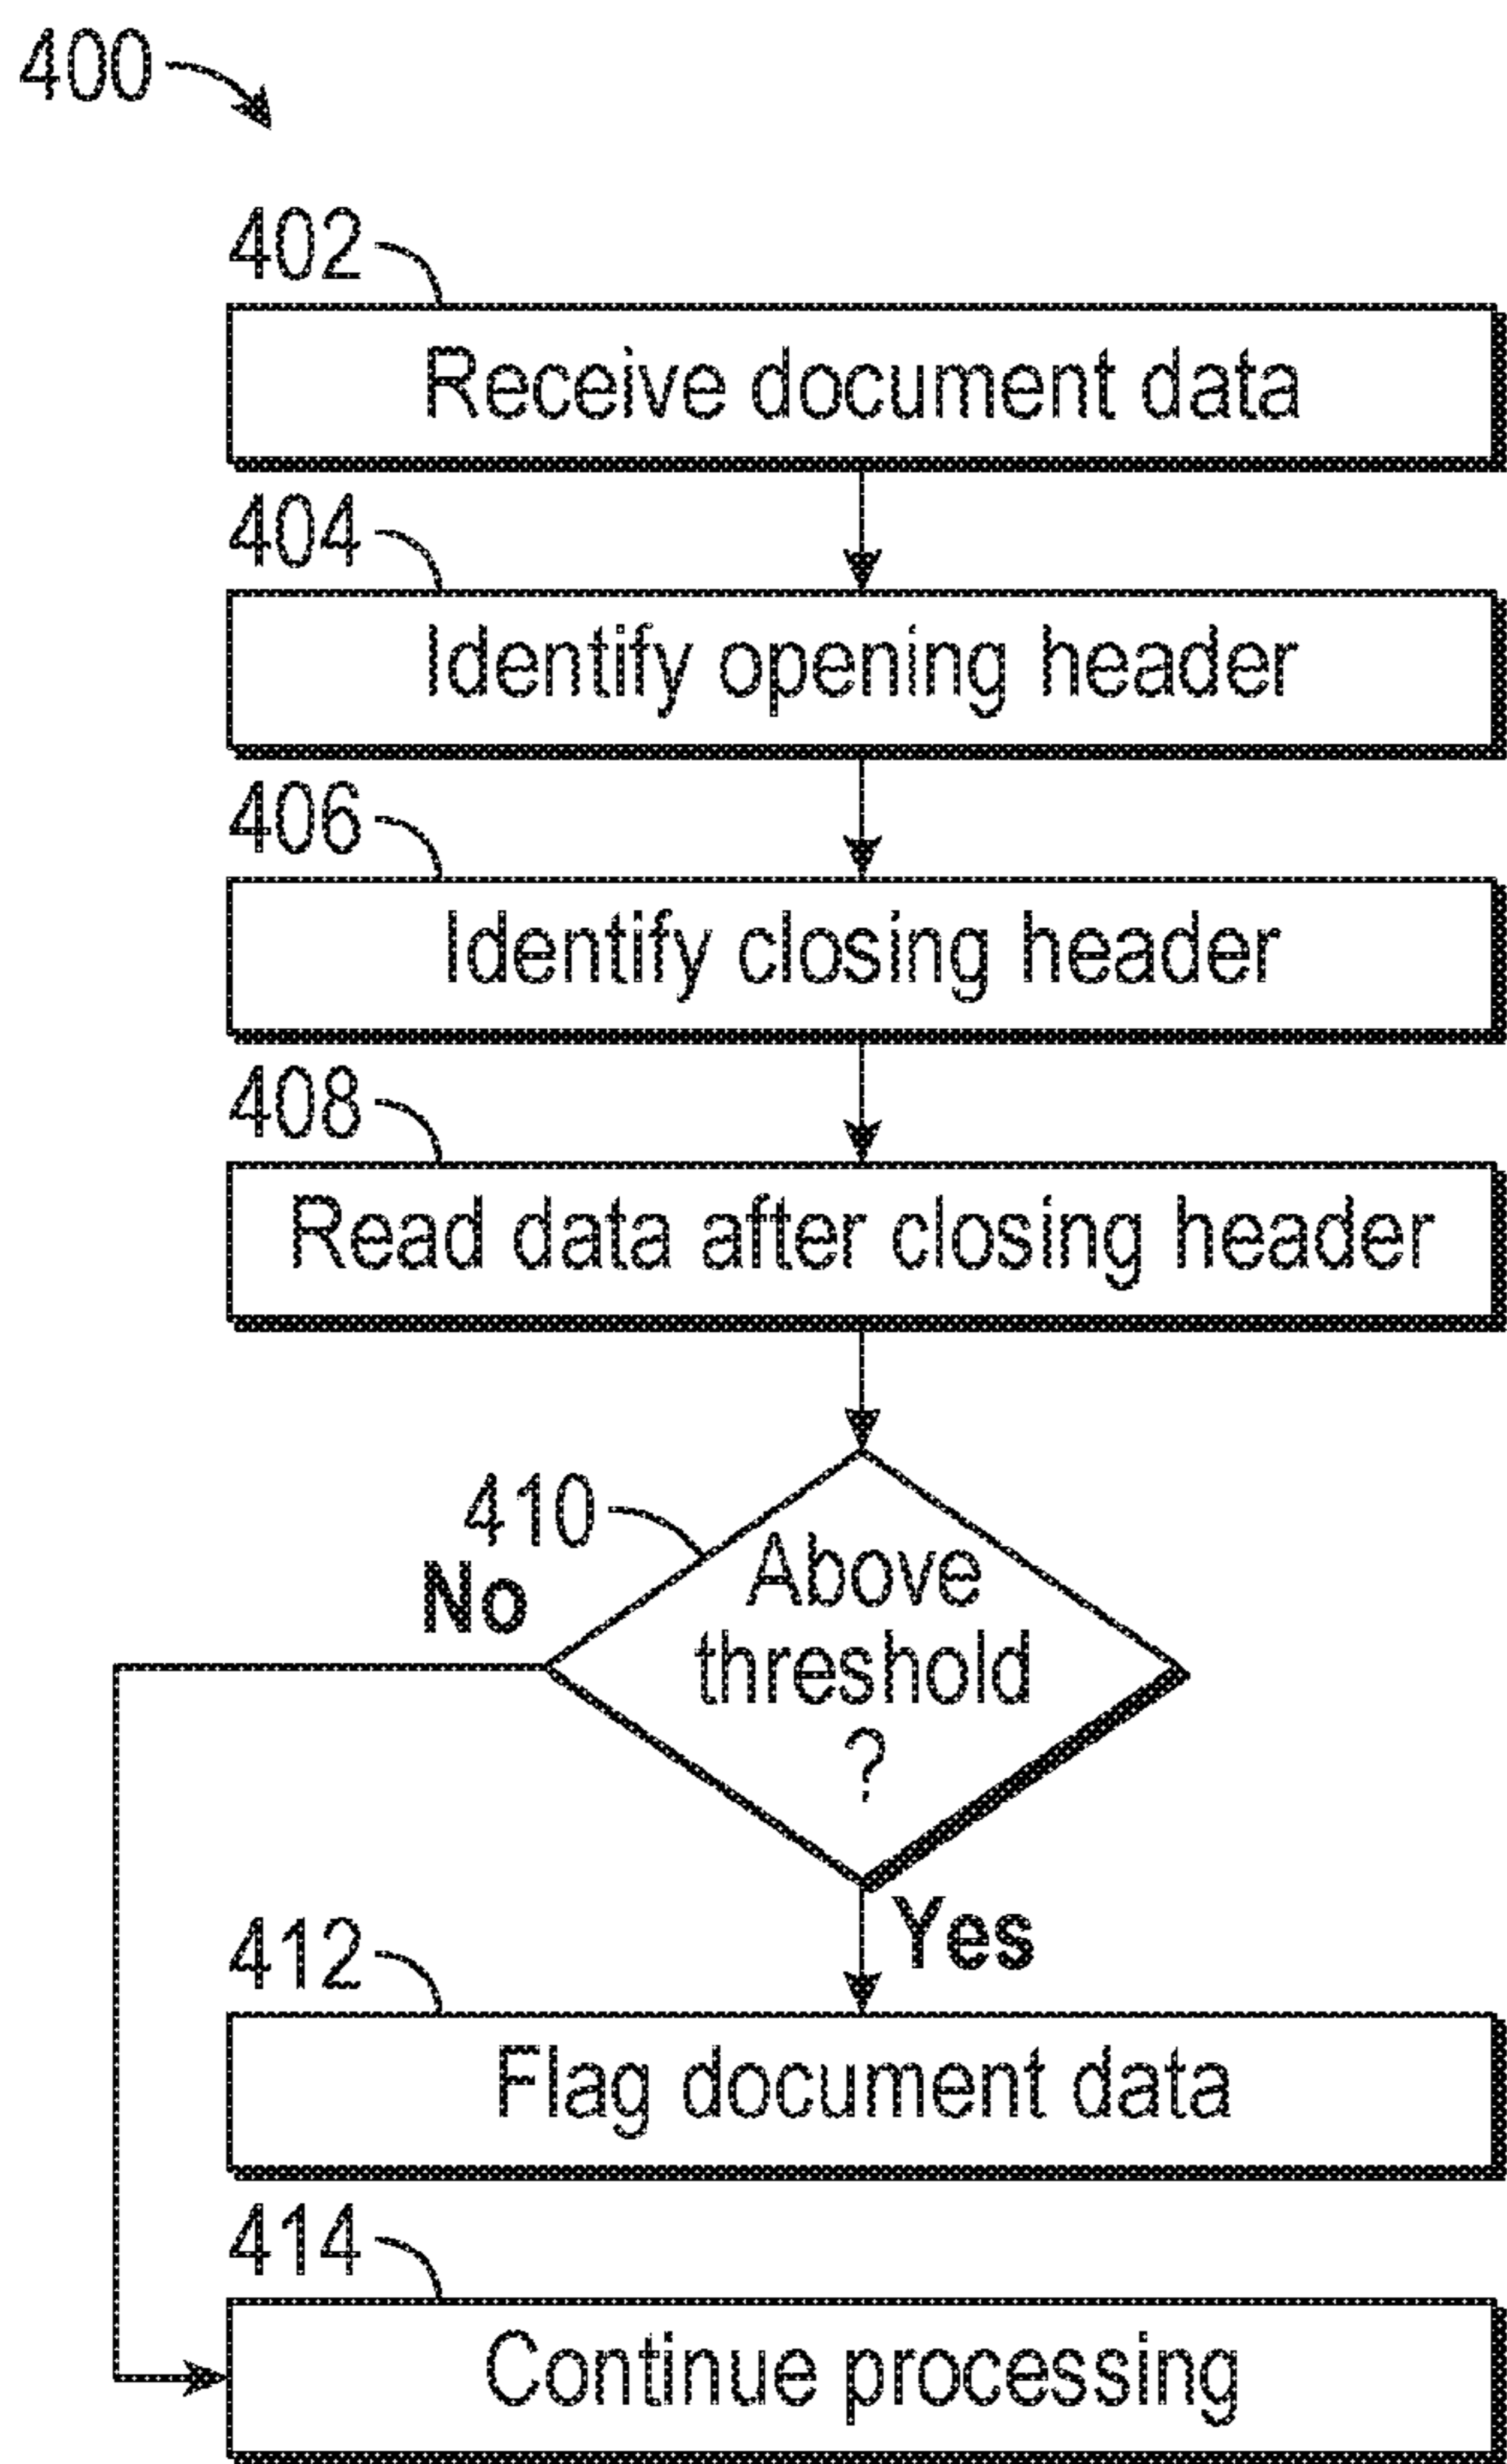 400
402
Receive document data
404
Identify opening header
406
Identify closing header
408
Read data after closing header
410
No
Above
threshold
?
Yes
412
Flag document data
414
Continue processing